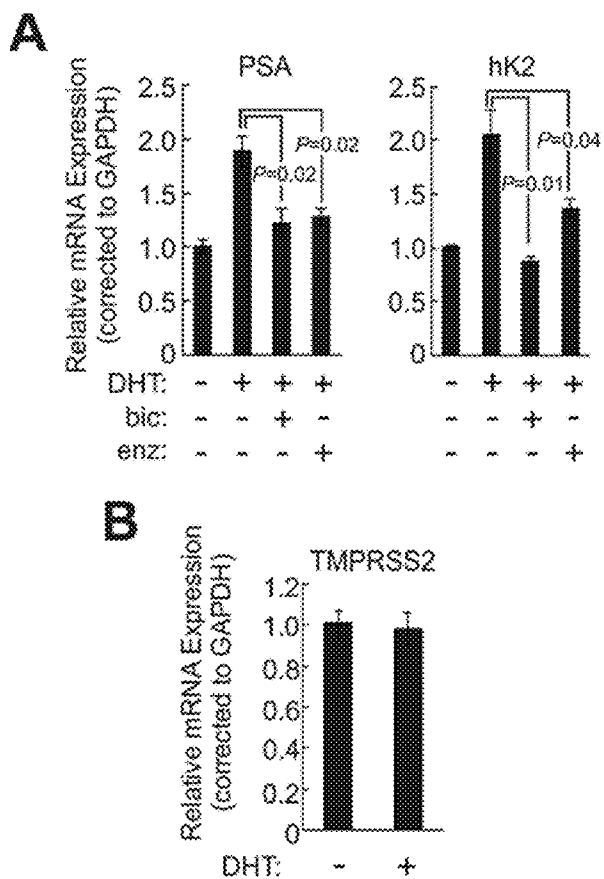 A
PSA
hK2
Relative mRNA Expression
(corrected to GAPDH)
2.5
2.0
1.5
1.0
0.5
0
P=0.02
P=0.02
2.5
2.0
1.5
1.0
0.5
0
P=0.01
P=0.04
DHT: - + + + - + + +
bic: - - + - - - + -
enz: - - - + - - - +
B
TMPRSS2
Relative mRNA Expression
(corrected to GAPDH)
1.2
1.0
0.8
0.6
0.4
0.2
0
DHT: - +